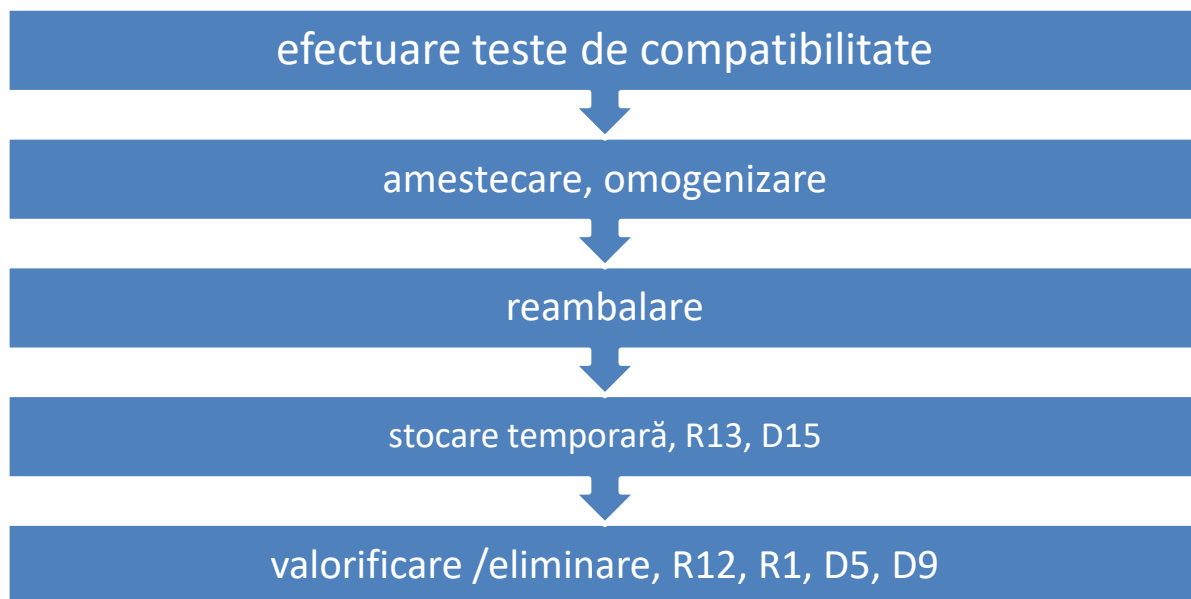 efectuare teste de compatibilitate
amestecare, omogenizare
reambalare
stocare temporară, R13, D15
valorificare /eliminare, R12, R1, D5, D9